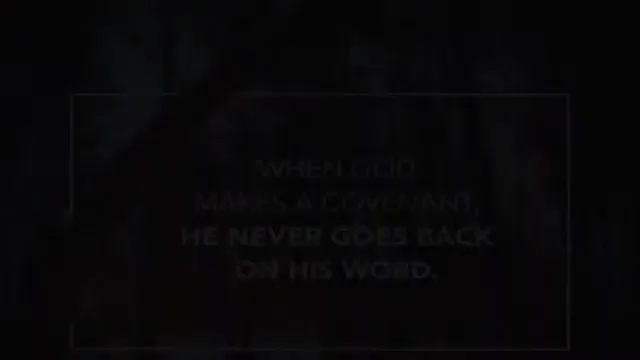 WHEN GOD
MAKES A COVENANT,
HE NEVER GOES BACK
ON HIS WORD.